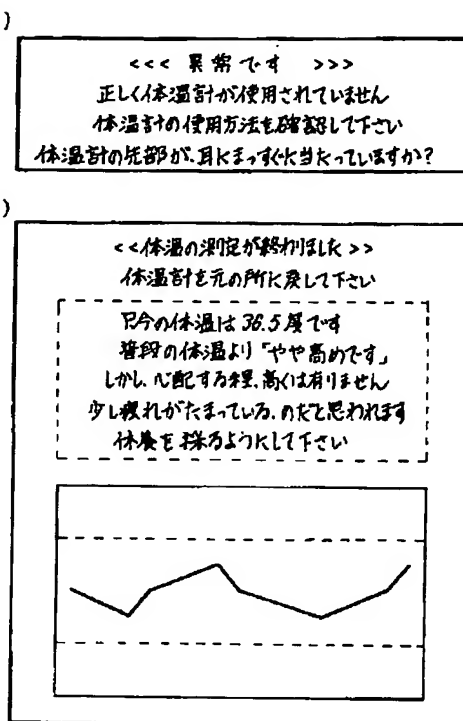 )
<<< 異常です >>>
正しく体温計が使用されていません
体温計の使用方法を確認して下さい
体温計の先部が、耳にまっすぐに当たっていますか?
)
<<体温の測定が終わりました>>
体温計を元の所に戻して下さい
只今の体温は36.5度です
普段の体温より「やや高めです」
しかし、心配する程、高くは有りません
少し疲れがたまっている、のだと思われます
休養を採るようにして下さい